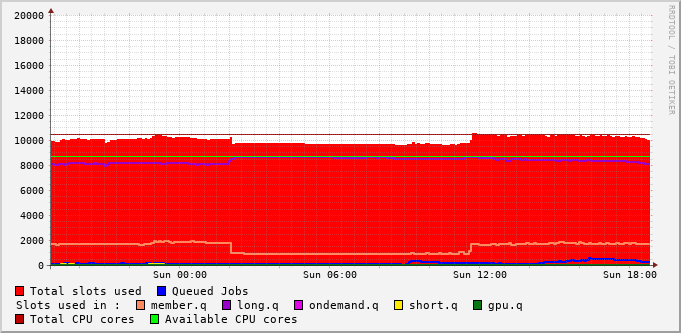 RRDTOOL / TOBI OETIKER
20000
18000
16000
14000
12000
10000
8000
6000
4000
2000
0
Sun 00:00 Sun 06:00 Sun 12:00 Sun 18:00
Total slots used Queued Jobs
Slots used in : member.q long.q ondemand.q short.q gpu.q
Total CPU cores Available CPU cores